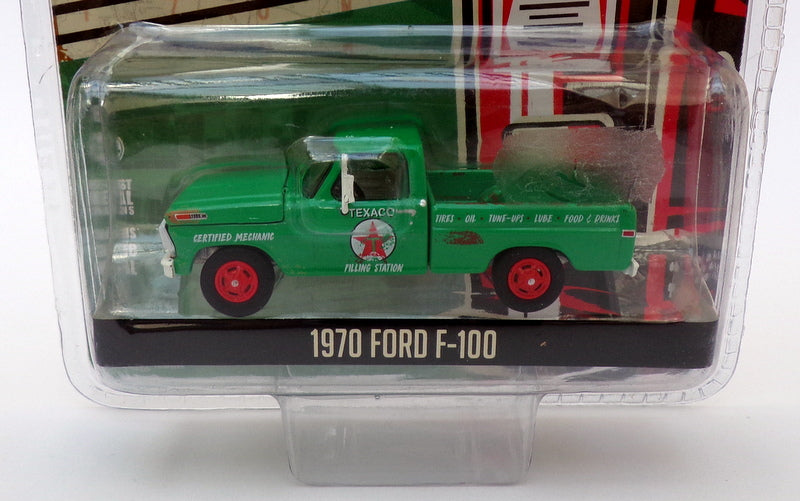 TEXACO
CERTIFIED MECHANIC
FILLING STATION
TIRES • OIL • TUNE-UPS • LUBE • FOOD & DRINKS
1970 FORD F-100